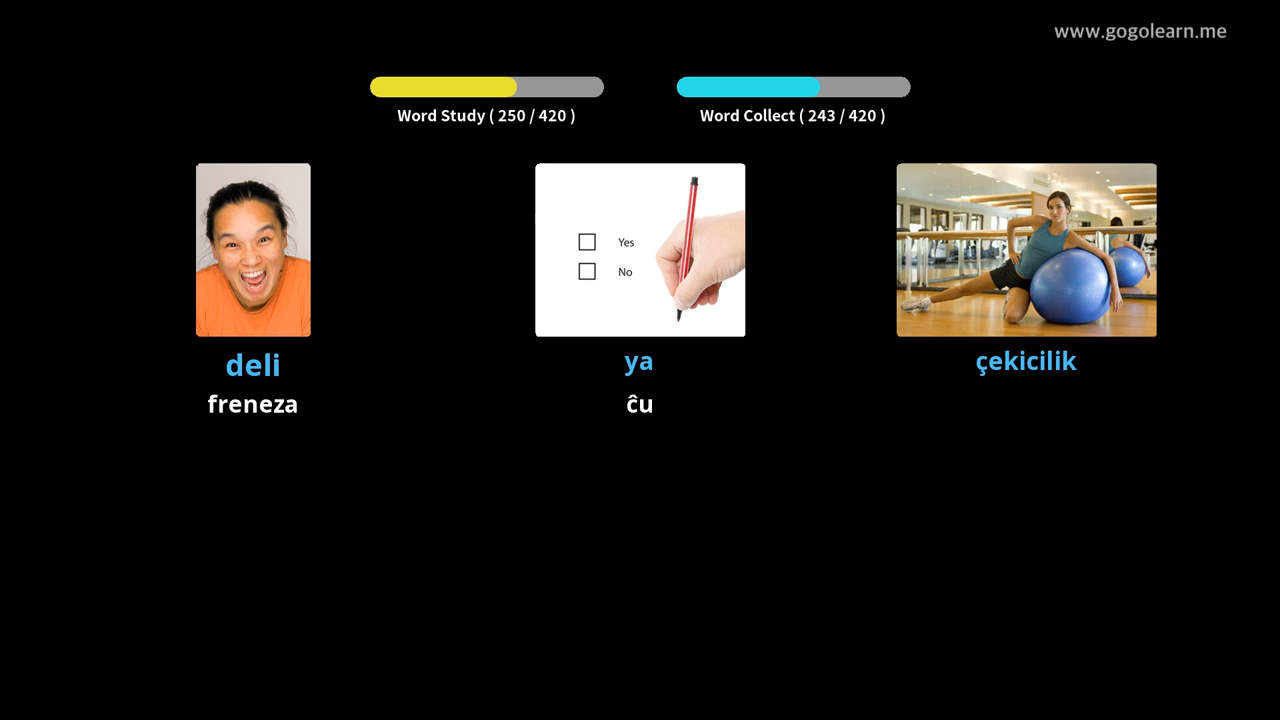 www.gogolearn.me
Word Study ( 250 / 420 )
Word Collect ( 243 / 420 )
Yes
No
deli
ya
çekicilik
freneza
ĉu